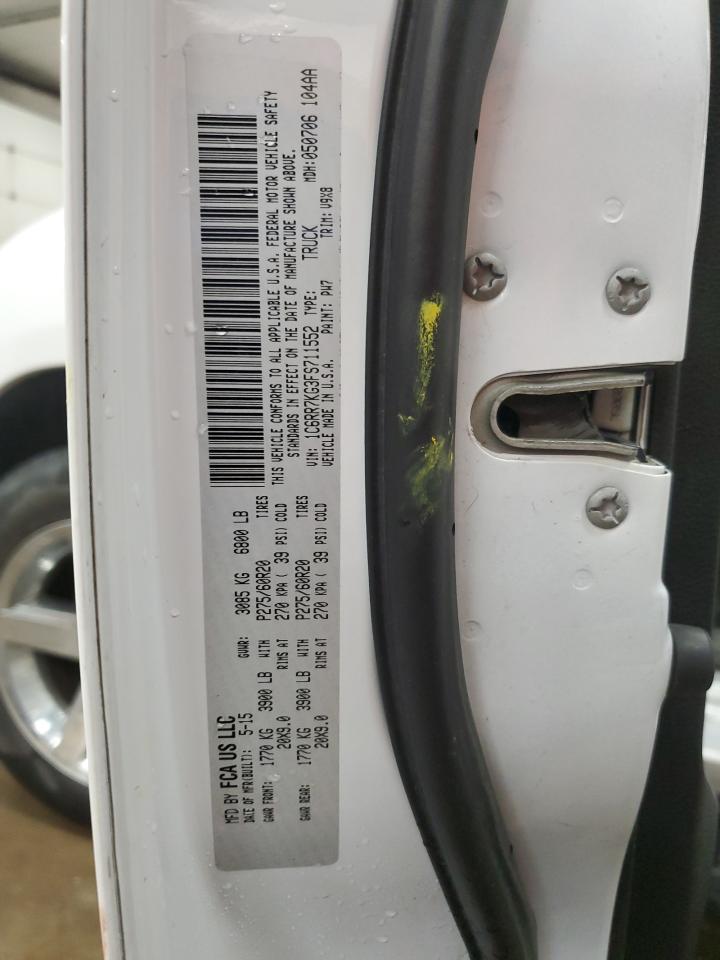 MFD BY FCA US LLC
DATE OF MFR(BUILT): 5-15 GVWR: 3085 KG 6800 LB
GAWR FRONT: 1770 KG 3900 LB WITH P275/60R20 TIRES
20X9.0 RIMS AT 270 KPA ( 39 PSI) COLD
GAWR REAR: 1770 KG 3900 LB WITH P275/60R20 TIRES
20X9.0 RIMS AT 270 KPA ( 39 PSI) COLD
THIS VEHICLE CONFORMS TO ALL APPLICABLE U.S.A. FEDERAL MOTOR VEHICLE SAFETY
STANDARDS IN EFFECT ON THE DATE OF MANUFACTURE SHOWN ABOVE.
VIN: 1C6RR7KG3FS711552 TYPE: TRUCK MDH:050706 104AA
VEHICLE MADE IN U.S.A. PAINT: PW7 TRIM: V9X8